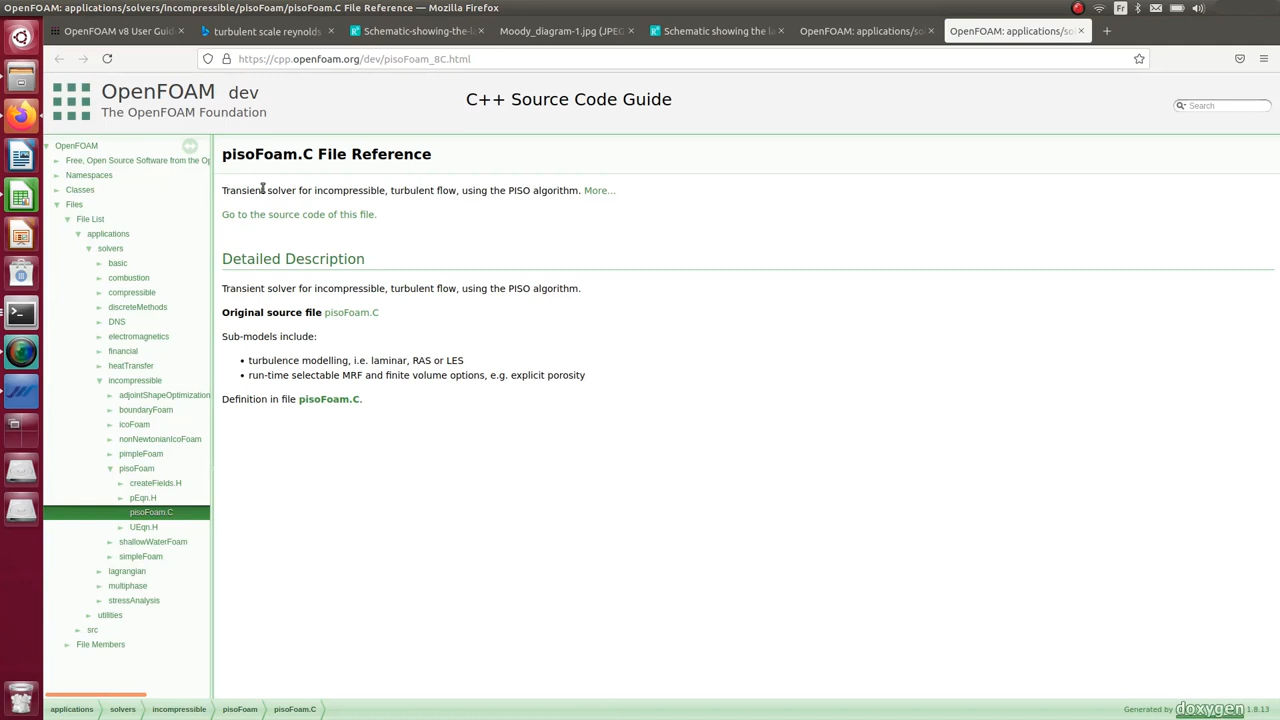 OpenFOAM: applications/solvers/incompressible/pisoFoam/pisoFoam.C File Reference — Mozilla Firefox
Fr
OpenFOAM v8 User Guid
turbulent scale reynolds
Schematic-showing-the-l
Moody_diagram-1.jpg (JPEG
Schematic showing the l
OpenFOAM: applications/so
OpenFOAM: applications/so
https://cpp.openfoam.org/dev/pisoFoam_8C.html
OpenFOAM dev
The OpenFOAM Foundation
C++ Source Code Guide
Search
OpenFOAM
Free, Open Source Software from the Op
Namespaces
Classes
Files
File List
applications
solvers
basic
combustion
compressible
discreteMethods
DNS
electromagnetics
financial
heatTransfer
incompressible
adjointShapeOptimization
boundaryFoam
icoFoam
nonNewtonianIcoFoam
pimpleFoam
pisoFoam
createFields.H
pEqn.H
pisoFoam.C
UEqn.H
shallowWaterFoam
simpleFoam
lagrangian
multiphase
stressAnalysis
utilities
src
File Members
pisoFoam.C File Reference
Transient solver for incompressible, turbulent flow, using the PISO algorithm. More...
Go to the source code of this file.
Detailed Description
Transient solver for incompressible, turbulent flow, using the PISO algorithm.
Original source file pisoFoam.C
Sub-models include:
• turbulence modelling, i.e. laminar, RAS or LES
• run-time selectable MRF and finite volume options, e.g. explicit porosity
Definition in file pisoFoam.C.
applications solvers incompressible pisoFoam pisoFoam.C
Generated by doxygen 1.8.13